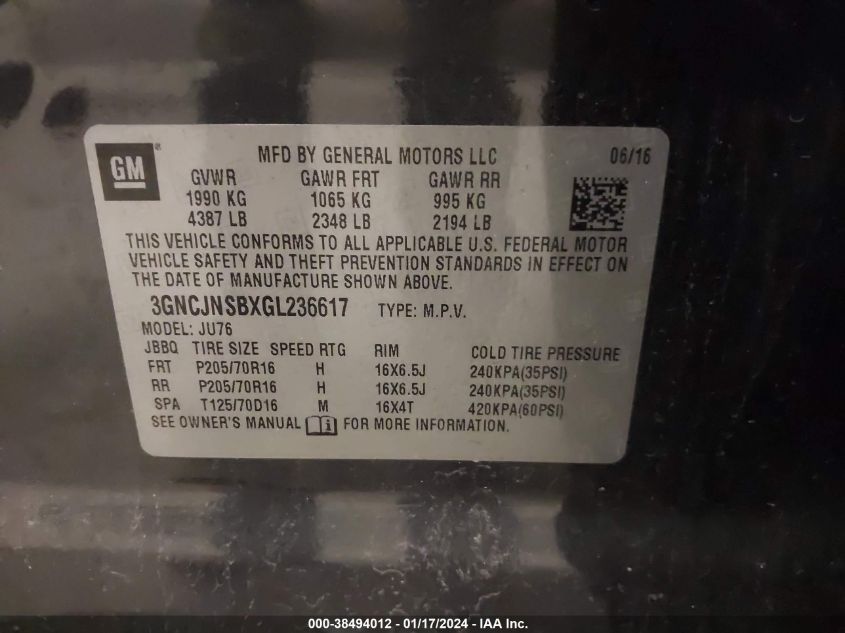 GM ® MFD BY GENERAL MOTORS LLC 06/16
GVWR GAWR FRT GAWR RR
1990 KG 1065 KG 995 KG
4387 LB 2348 LB 2194 LB
THIS VEHICLE CONFORMS TO ALL APPLICABLE U.S. FEDERAL MOTOR
VEHICLE SAFETY AND THEFT PREVENTION STANDARDS IN EFFECT ON
THE DATE OF MANUFACTURE SHOWN ABOVE.
3GNCJNSBXGL236617 TYPE: M.P.V.
MODEL: JU76
JBBQ TIRE SIZE SPEED RTG RIM COLD TIRE PRESSURE
FRT P205/70R16 H 16X6.5J 240KPA(35PSI)
RR P205/70R16 H 16X6.5J 240KPA(35PSI)
SPA T125/70D16 M 16X4T 420KPA(60PSI)
SEE OWNER'S MANUAL i FOR MORE INFORMATION.
000-38494012 - 01/17/2024 - IAA Inc.